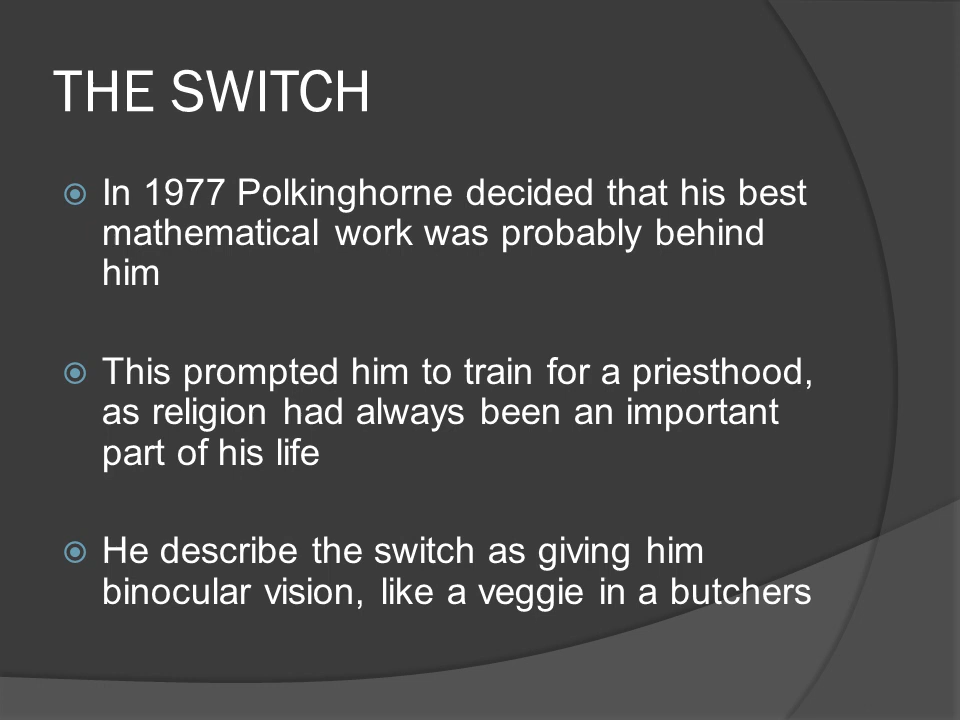 THE SWITCH
In 1977 Polkinghorne decided that his best
mathematical work was probably behind
him
This prompted him to train for a priesthood,
as religion had always been an important
part of his life
He describe the switch as giving him
binocular vision, like a veggie in a butchers